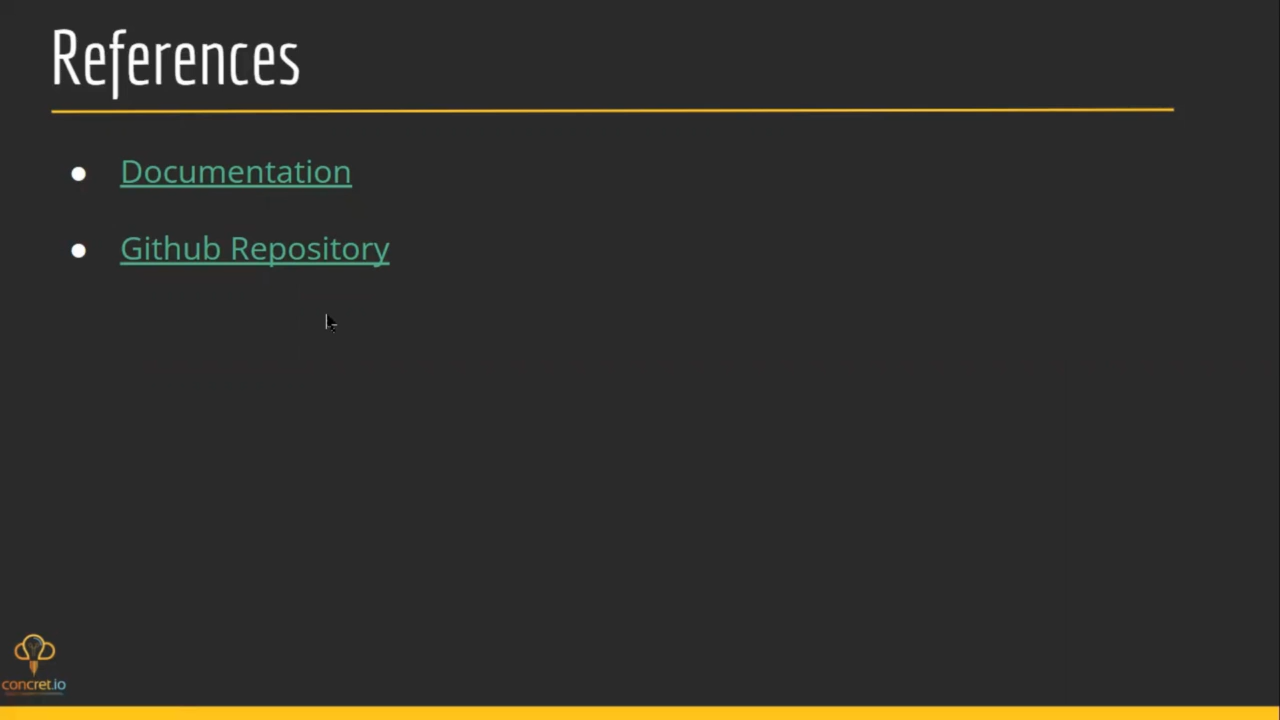 References
Documentation
Github Repository
concret.io